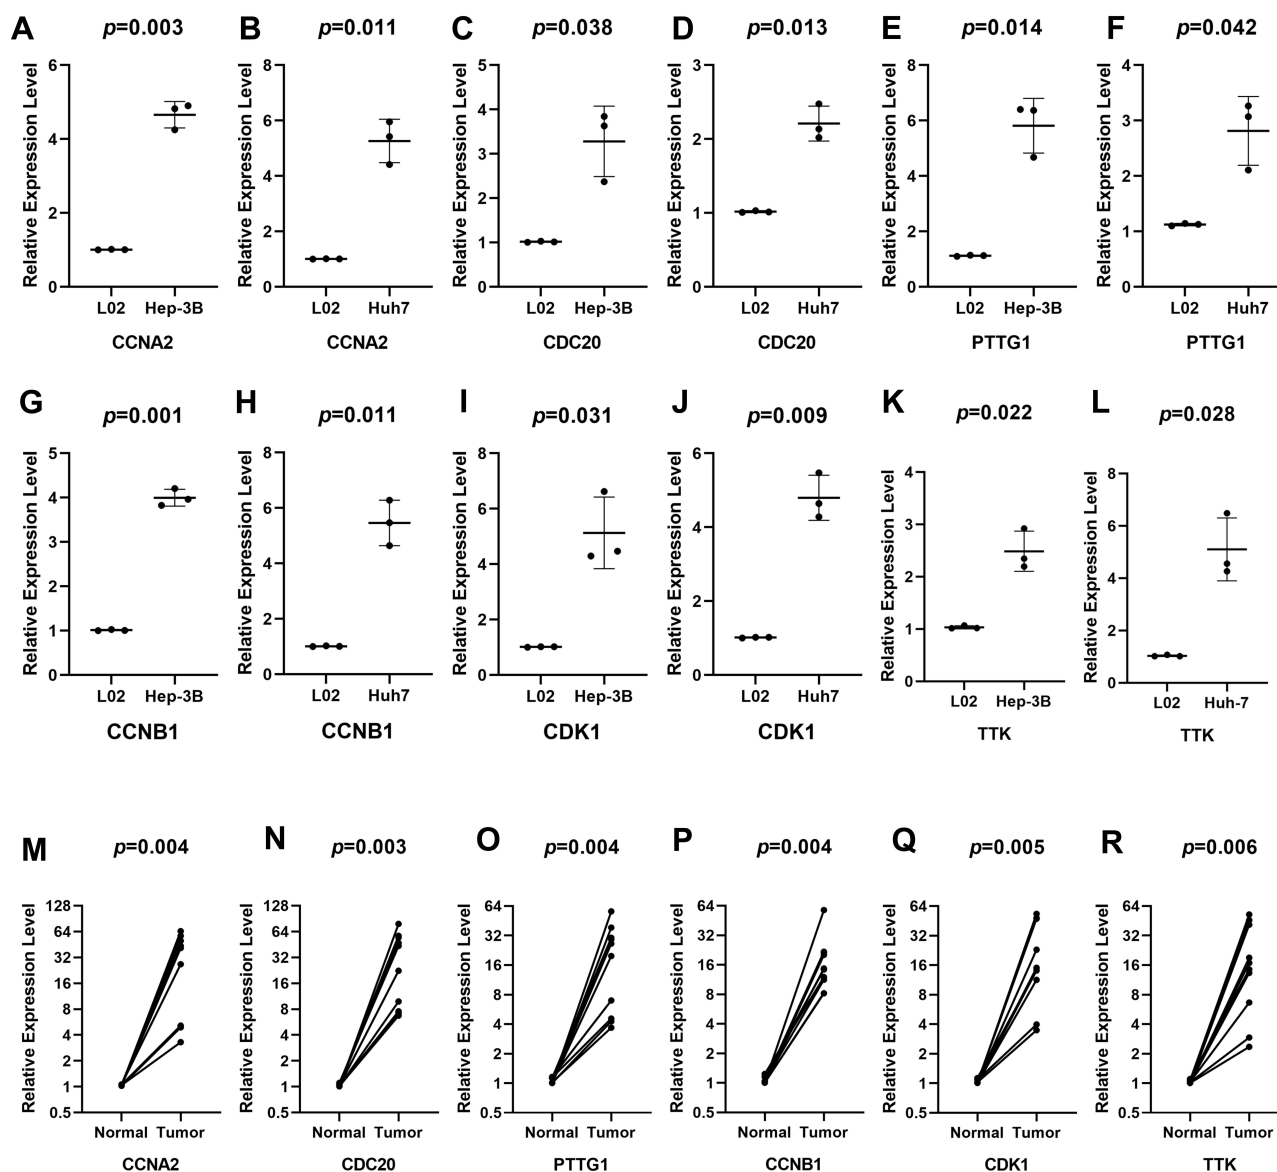 A p=0.003 B p=0.011 C p=0.038 D p=0.013 E p=0.014 F p=0.042
Relative Expression Level 6 4 2 0 L02 Hep-3B CCNA2
Relative Expression Level 8 6 4 2 0 L02 Huh7 CCNA2
Relative Expression Level 5 4 3 2 1 0 L02 Hep-3B CDC20
Relative Expression Level 3 2 1 0 L02 Huh7 CDC20
Relative Expression Level 8 6 4 2 0 L02 Hep-3B PTTG1
Relative Expression Level 4 3 2 1 0 L02 Huh7 PTTG1
G p=0.001 H p=0.011 I p=0.031 J p=0.009 K p=0.022 L p=0.028
Relative Expression Level 5 4 3 2 1 0 L02 Hep-3B CCNB1
Relative Expression Level 8 6 4 2 0 L02 Huh7 CCNB1
Relative Expression Level 8 6 4 2 0 L02 Hep-3B CDK1
Relative Expression Level 6 4 2 0 L02 Huh7 CDK1
Relative Expression Level 4 3 2 1 0 L02 Hep-3B TTK
Relative Expression Level 8 6 4 2 0 L02 Huh-7 TTK
M p=0.004 N p=0.003 O p=0.004 P p=0.004 Q p=0.005 R p=0.006
Relative Expression Level 128 64 32 16 8 4 2 1 0.5 Normal Tumor CCNA2
Relative Expression Level 128 64 32 16 8 4 2 1 0.5 Normal Tumor CDC20
Relative Expression Level 64 32 16 8 4 2 1 0.5 Normal Tumor PTTG1
Relative Expression Level 64 32 16 8 4 2 1 0.5 Normal Tumor CCNB1
Relative Expression Level 64 32 16 8 4 2 1 0.5 Normal Tumor CDK1
Relative Expression Level 64 32 16 8 4 2 1 0.5 Normal Tumor TTK